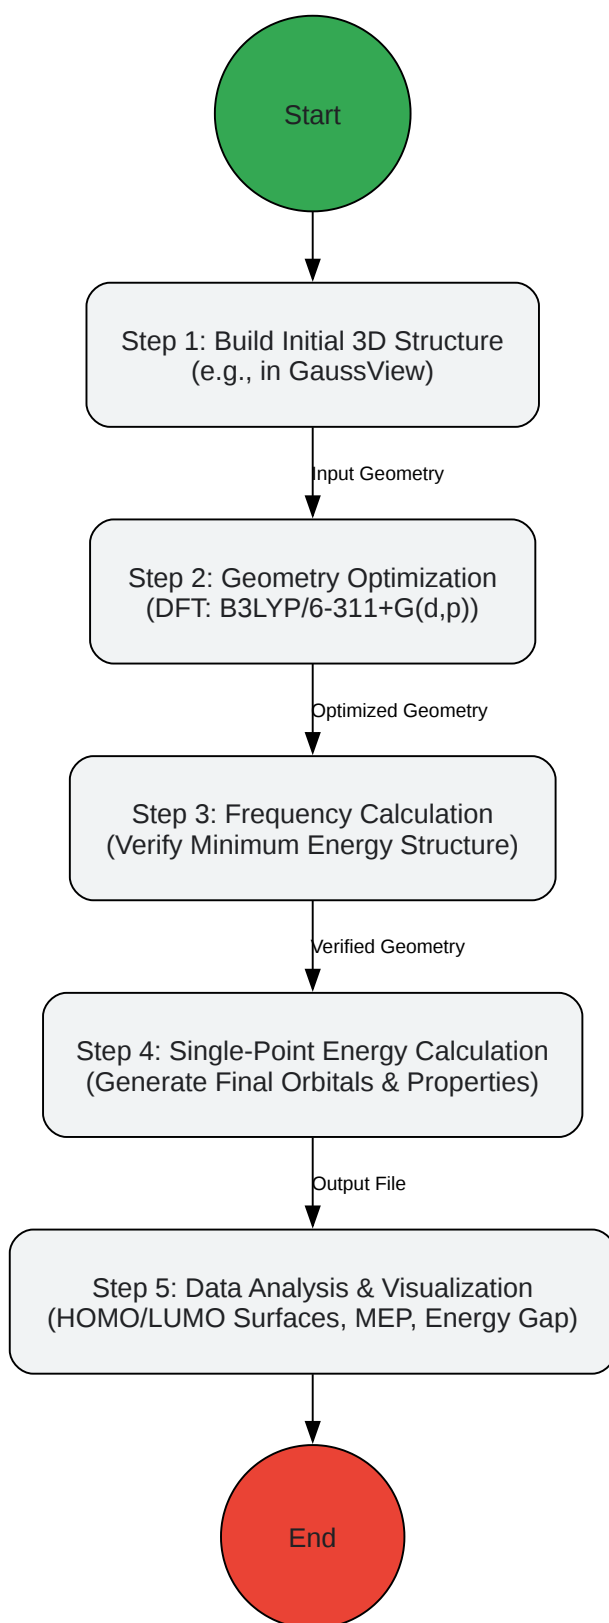 Start
Step 1: Build Initial 3D Structure
(e.g., in GaussView)
Input Geometry
Step 2: Geometry Optimization
(DFT: B3LYP/6-311+G(d,p))
Optimized Geometry
Step 3: Frequency Calculation
(Verify Minimum Energy Structure)
Verified Geometry
Step 4: Single-Point Energy Calculation
(Generate Final Orbitals & Properties)
Output File
Step 5: Data Analysis & Visualization
(HOMO/LUMO Surfaces, MEP, Energy Gap)
End